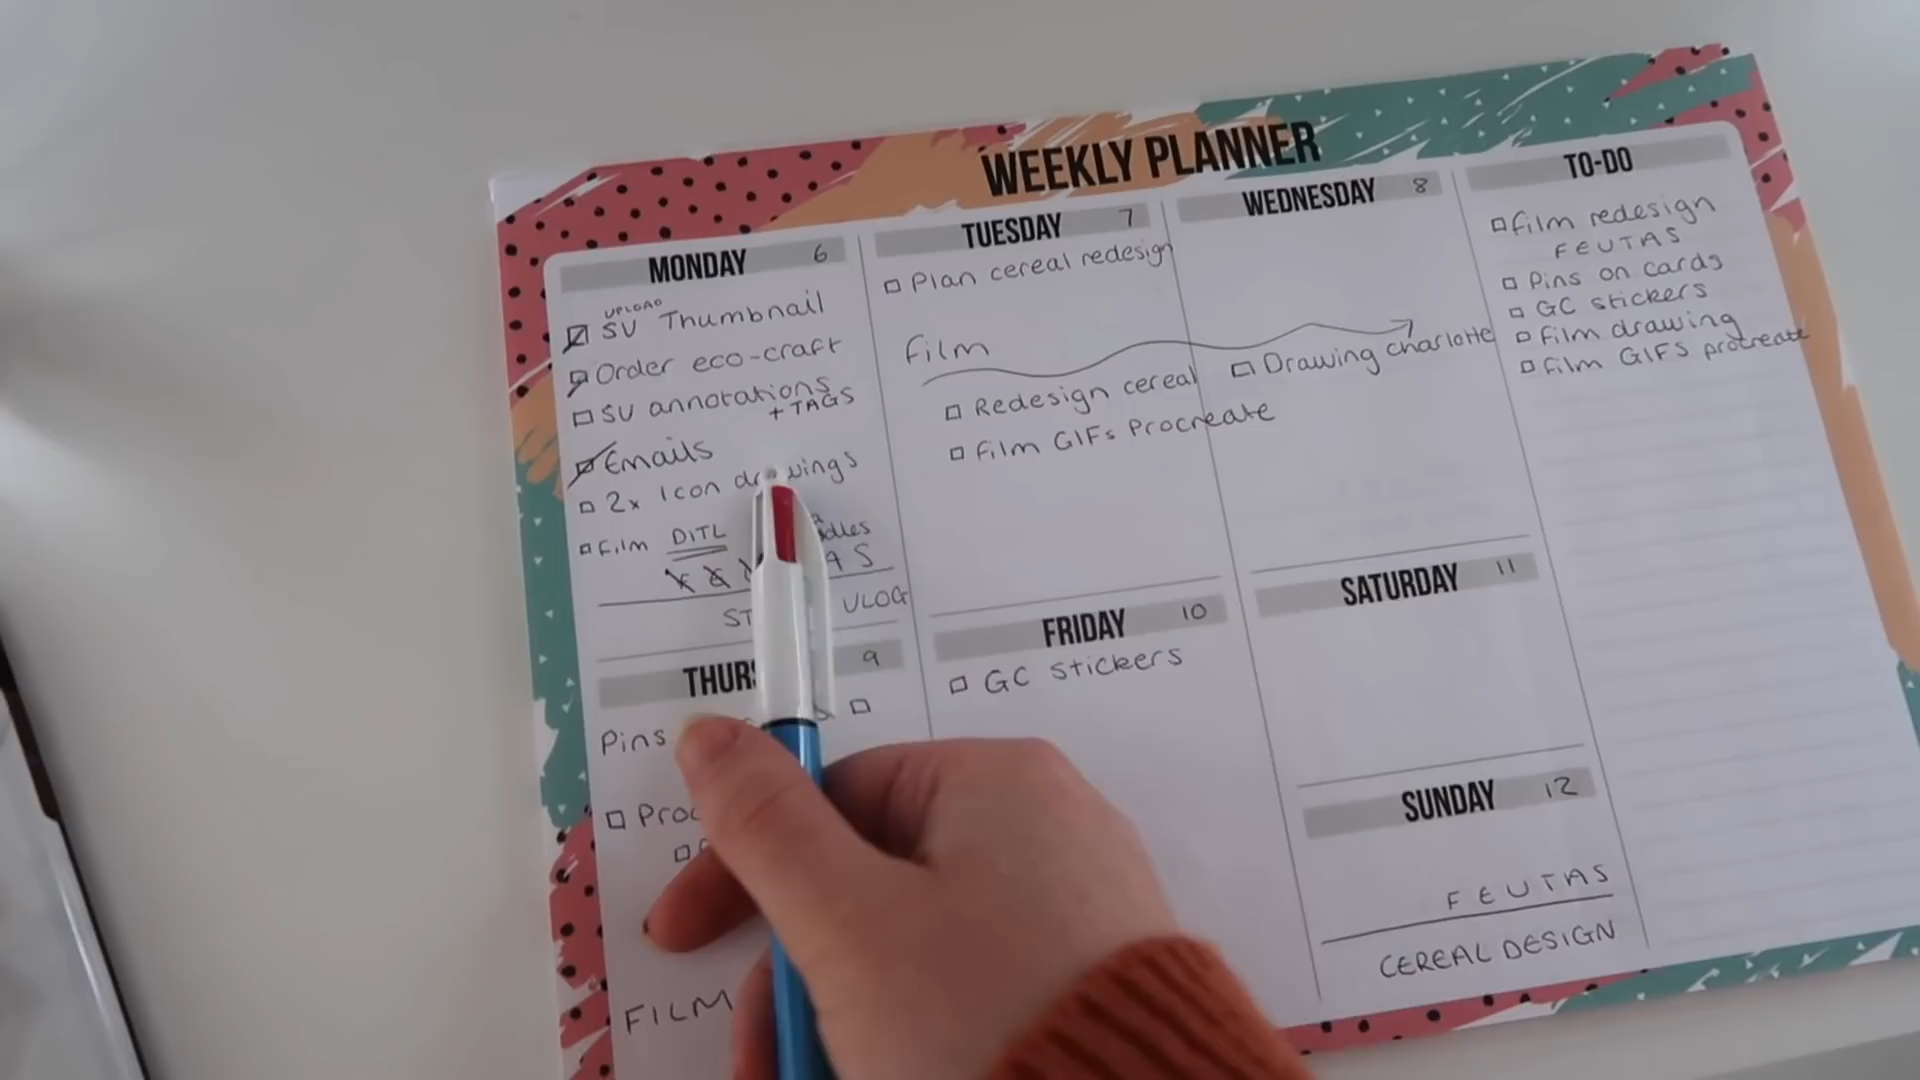 WEEKLY PLANNER
MONDAY 6
UPLOAD
SV Thumbnail
Order eco-craft
SV annotations
+ TAGS
Emails
2x Icon drawings
Film DITL
VLOG
TUESDAY 7
Plan cereal redesign
Film
Redesign cereal
Film GIFs Procreate
WEDNESDAY 8
Drawing charlotte
TO-DO
Film redesign
FEUTAS
Pins on cards
GC stickers
Film drawing
Film GIFS procreate
9
Pins
FILM
FRIDAY 10
GC stickers
SATURDAY 11
SUNDAY 12
FEUTAS
CEREAL DESIGN